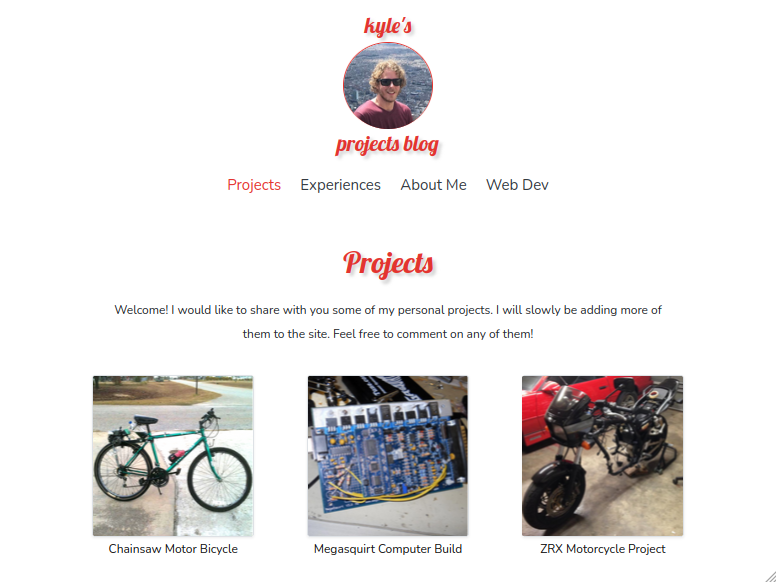 kyle's
projects blog
Projects Experiences About Me Web Dev
Projects
Welcome! I would like to share with you some of my personal projects. I will slowly be adding more of
them to the site. Feel free to comment on any of them!
Chainsaw Motor Bicycle Megasquirt Computer Build ZRX Motorcycle Project